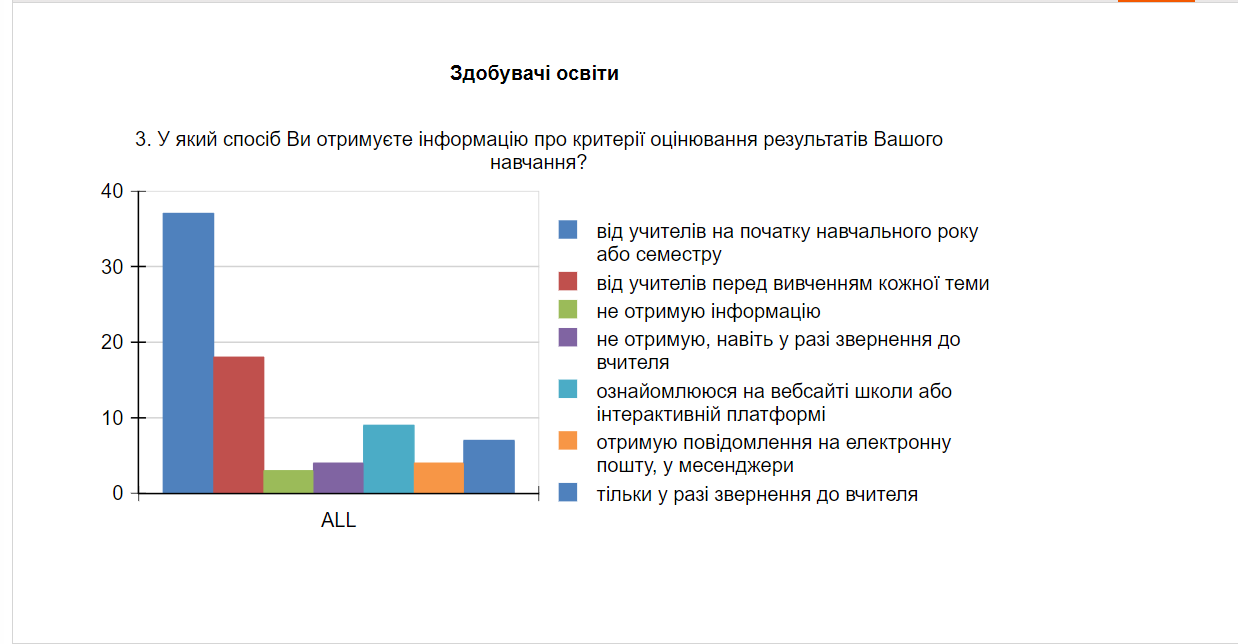 Здобувачі освіти
3. У який спосіб Ви отримуєте інформацію про критерії оцінювання результатів Вашого
навчання?
40
30
20
10
0
ALL
від учителів на початку навчального року
або семестру
від учителів перед вивченням кожної теми
не отримую інформацію
не отримую, навіть у разі звернення до
вчителя
ознайомлююся на вебсайті школи або
інтерактивній платформі
отримую повідомлення на електронну
пошту, у месенджери
тільки у разі звернення до вчителя